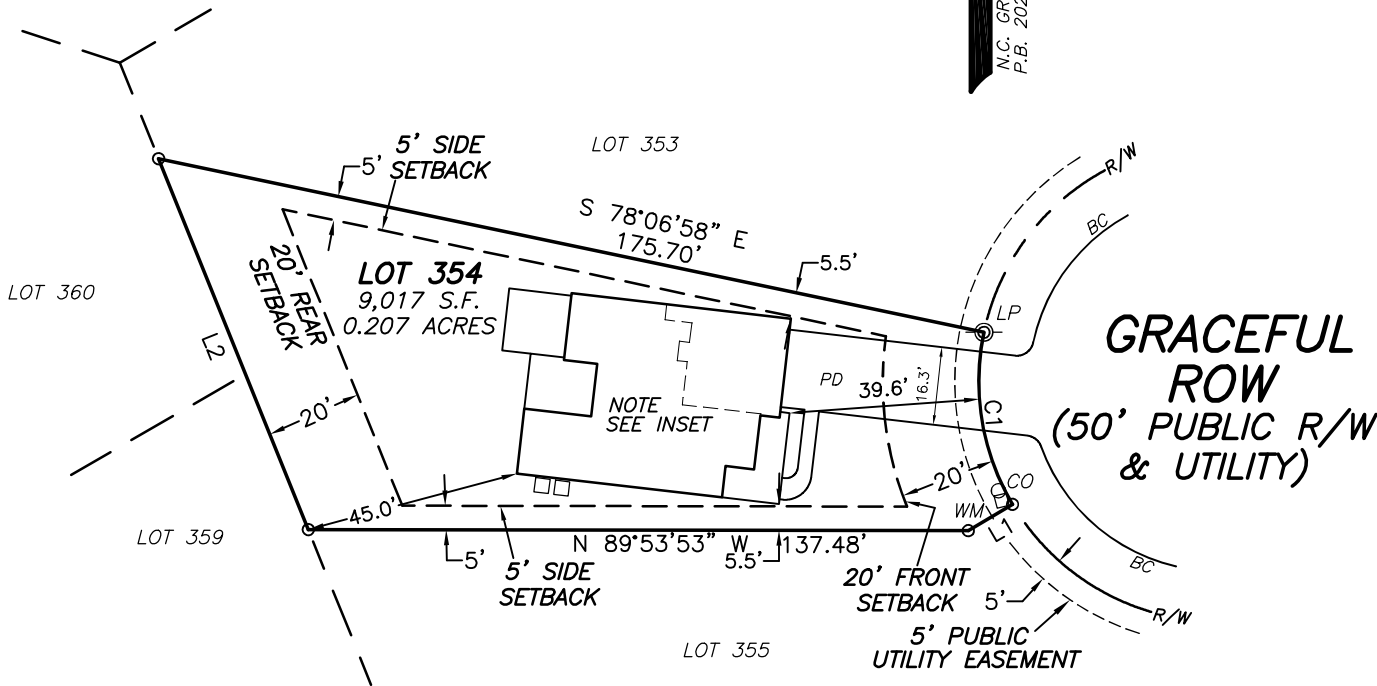 N.C. GR
P.B. 202
LOT 353
5' SIDE
SETBACK
5'
R/W
BC
S 78°06'58" E
175.70'
5.5'
LOT 354
9,017 S.F.
0.207 ACRES
20' REAR
SETBACK
LOT 360
L2
20'
LP
GRACEFUL
ROW
(50' PUBLIC R/W
& UTILITY)
PD
39.6'
16.3'
C1
NOTE
SEE INSET
20'
CO
WM
L1
45.0'
LOT 359
5'
N 89°53'53" W 137.48'
5.5'
5' SIDE
SETBACK
20' FRONT
SETBACK
5'
BC
R/W
5' PUBLIC
UTILITY EASEMENT
LOT 355